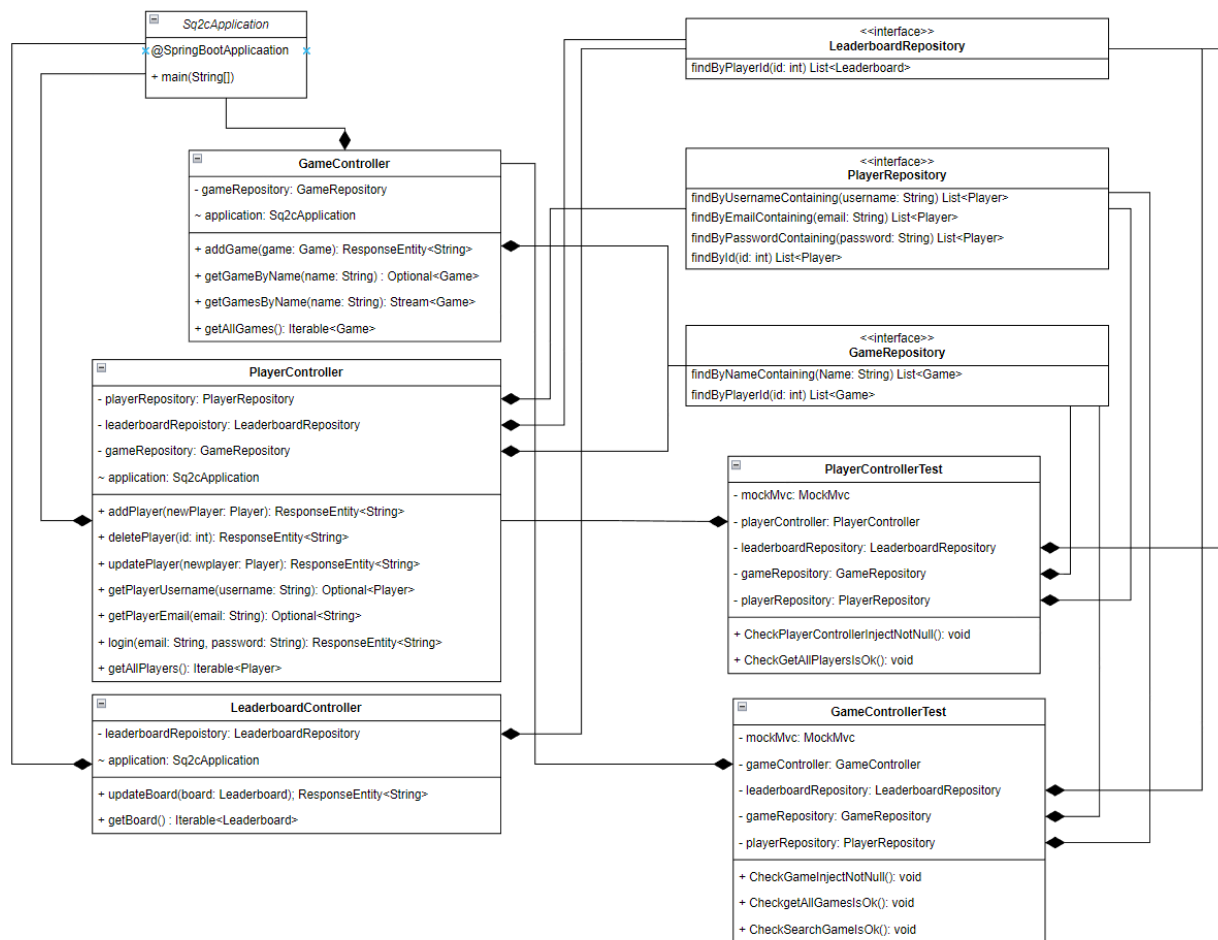 Sq2cApplication
@SpringBootApplicaation
+ main(String[])
<<interface>>
LeaderboardRepository
findByPlayerId(id: int) List<Leaderboard>
GameController
- gameRepository: GameRepository
~ application: Sq2cApplication
+ addGame(game: Game): ResponseEntity<String>
+ getGameByName(name: String) : Optional<Game>
+ getGamesByName(name: String): Stream<Game>
+ getAllGames(): Iterable<Game>
<<interface>>
PlayerRepository
findByUsernameContaining(username: String) List<Player>
findByEmailContaining(email: String) List<Player>
findByPasswordContaining(password: String) List<Player>
findById(id: int) List<Player>
<<interface>>
GameRepository
findByNameContaining(Name: String) List<Game>
findByPlayerId(id: int) List<Game>
PlayerController
- playerRepository: PlayerRepository
- leaderboardRepoistory: LeaderboardRepository
- gameRepository: GameRepository
~ application: Sq2cApplication
+ addPlayer(newPlayer: Player): ResponseEntity<String>
+ deletePlayer(id: int): ResponseEntity<String>
+ updatePlayer(newplayer: Player): ResponseEntity<String>
+ getPlayerUsername(username: String): Optional<Player>
+ getPlayerEmail(email: String): Optional<String>
+ login(email: String, password: String): ResponseEntity<String>
+ getAllPlayers(): Iterable<Player>
PlayerControllerTest
- mockMvc: MockMvc
- playerController: PlayerController
- leaderboardRepository: LeaderboardRepository
- gameRepository: GameRepository
- playerRepository: PlayerRepository
+ CheckPlayerControllerInjectNotNull(): void
+ CheckGetAllPlayersIsOk(): void
LeaderboardController
- leaderboardRepoistory: LeaderboardRepository
~ application: Sq2cApplication
+ updateBoard(board: Leaderboard); ResponseEntity<String>
+ getBoard() : Iterable<Leaderboard>
GameControllerTest
- mockMvc: MockMvc
- gameController: GameController
- leaderboardRepository: LeaderboardRepository
- gameRepository: GameRepository
- playerRepository: PlayerRepository
+ CheckGameInjectNotNull(): void
+ CheckgetAllGamesIsOk(): void
+ CheckSearchGameIsOk(): void